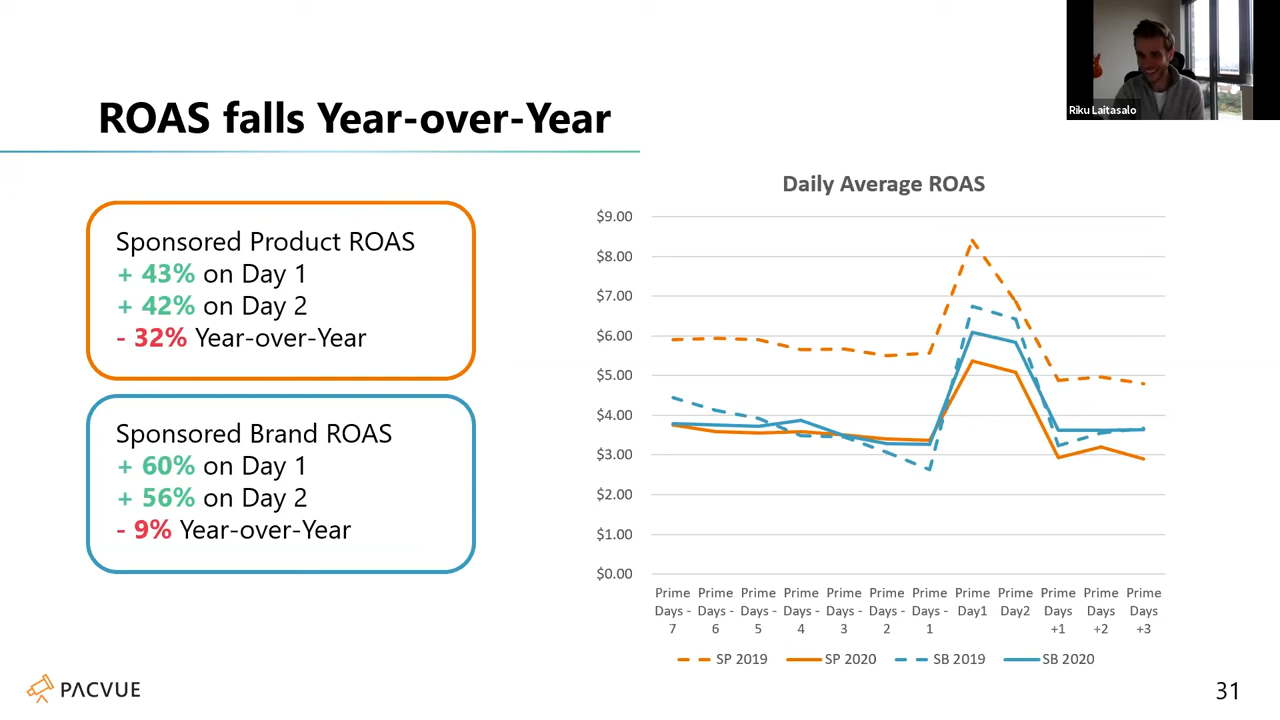 Riku Laitasalo
ROAS falls Year-over-Year
Sponsored Product ROAS
+ 43% on Day 1
+ 42% on Day 2
- 32% Year-over-Year
Sponsored Brand ROAS
+ 60% on Day 1
+ 56% on Day 2
- 9% Year-over-Year
Daily Average ROAS
$9.00
$8.00
$7.00
$6.00
$5.00
$4.00
$3.00
$2.00
$1.00
$0.00
Prime Prime Prime Prime Prime Prime Prime Prime Prime Prime Prime Prime
Days - Days - Days - Days - Days - Days - Days - Day1 Day2 Days Days Days
7 6 5 4 3 2 1 +1 +2 +3
SP 2019 SP 2020 SB 2019 SB 2020
PACVUE
31